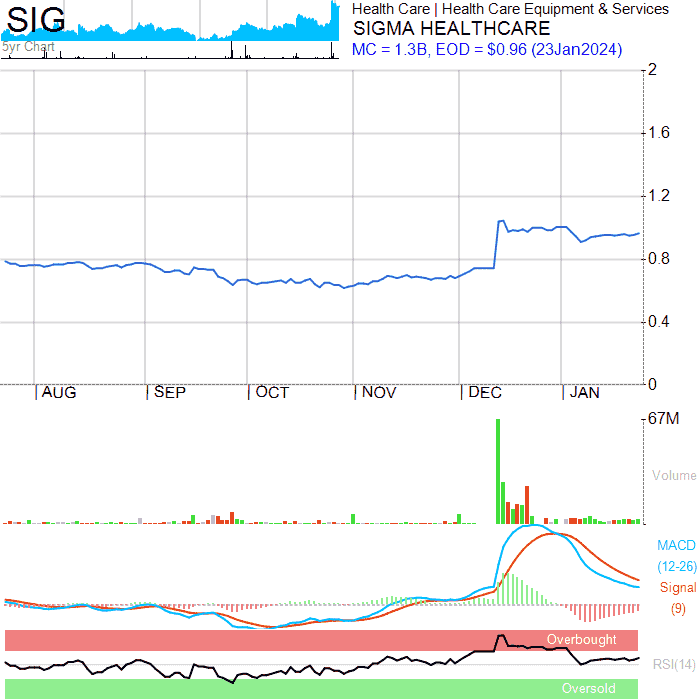 SIG
5yr Chart
Health Care | Health Care Equipment & Services
SIGMA HEALTHCARE
MC = 1.3B, EOD = $0.96 (23Jan2024)
2
1.6
1.2
0.8
0.4
0
|AUG |SEP |OCT |NOV |DEC |JAN
67M
Volume
MACD
(12-26)
Signal
(9)
Overbought
RSI(14)
Oversold